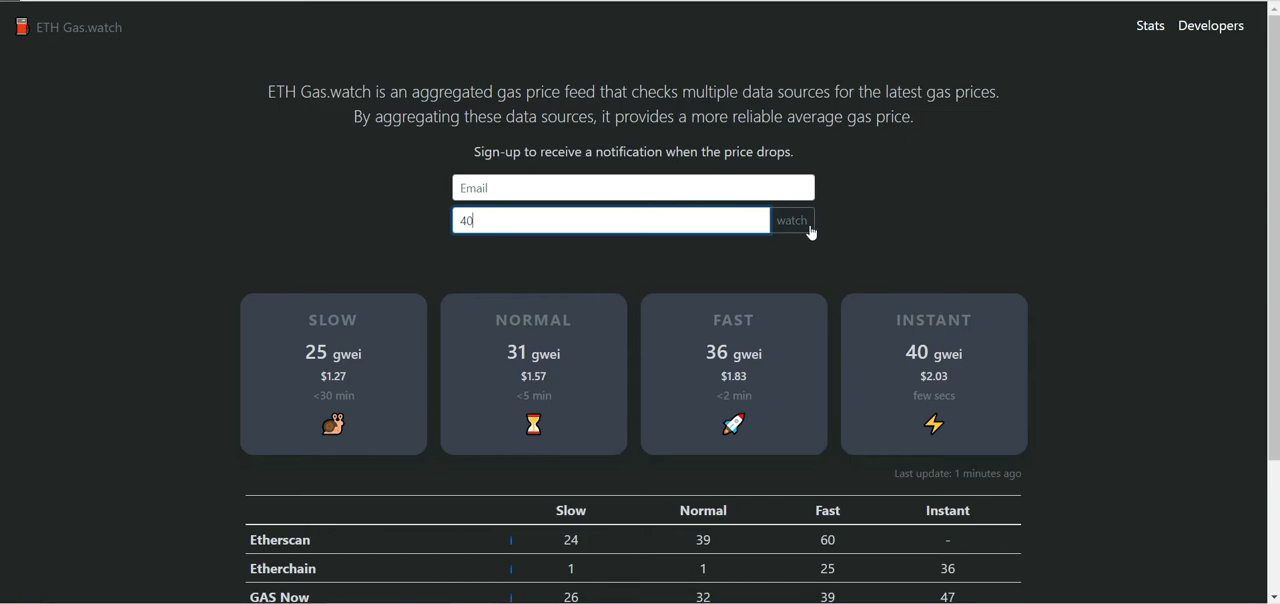 ETH Gas.watch
Stats Developers
ETH Gas.watch is an aggregated gas price feed that checks multiple data sources for the latest gas prices.
By aggregating these data sources, it provides a more reliable average gas price.
Sign-up to receive a notification when the price drops.
Email
40 watch
SLOW NORMAL FAST INSTANT
25 gwei 31 gwei 36 gwei 40 gwei
$1.27 $1.57 $1.83 $2.03
<30 min <5 min <2 min few secs
Last update: 1 minutes ago
Slow Normal Fast Instant
Etherscan i 24 39 60 -
Etherchain i 1 1 25 36
GAS Now i 26 32 39 47